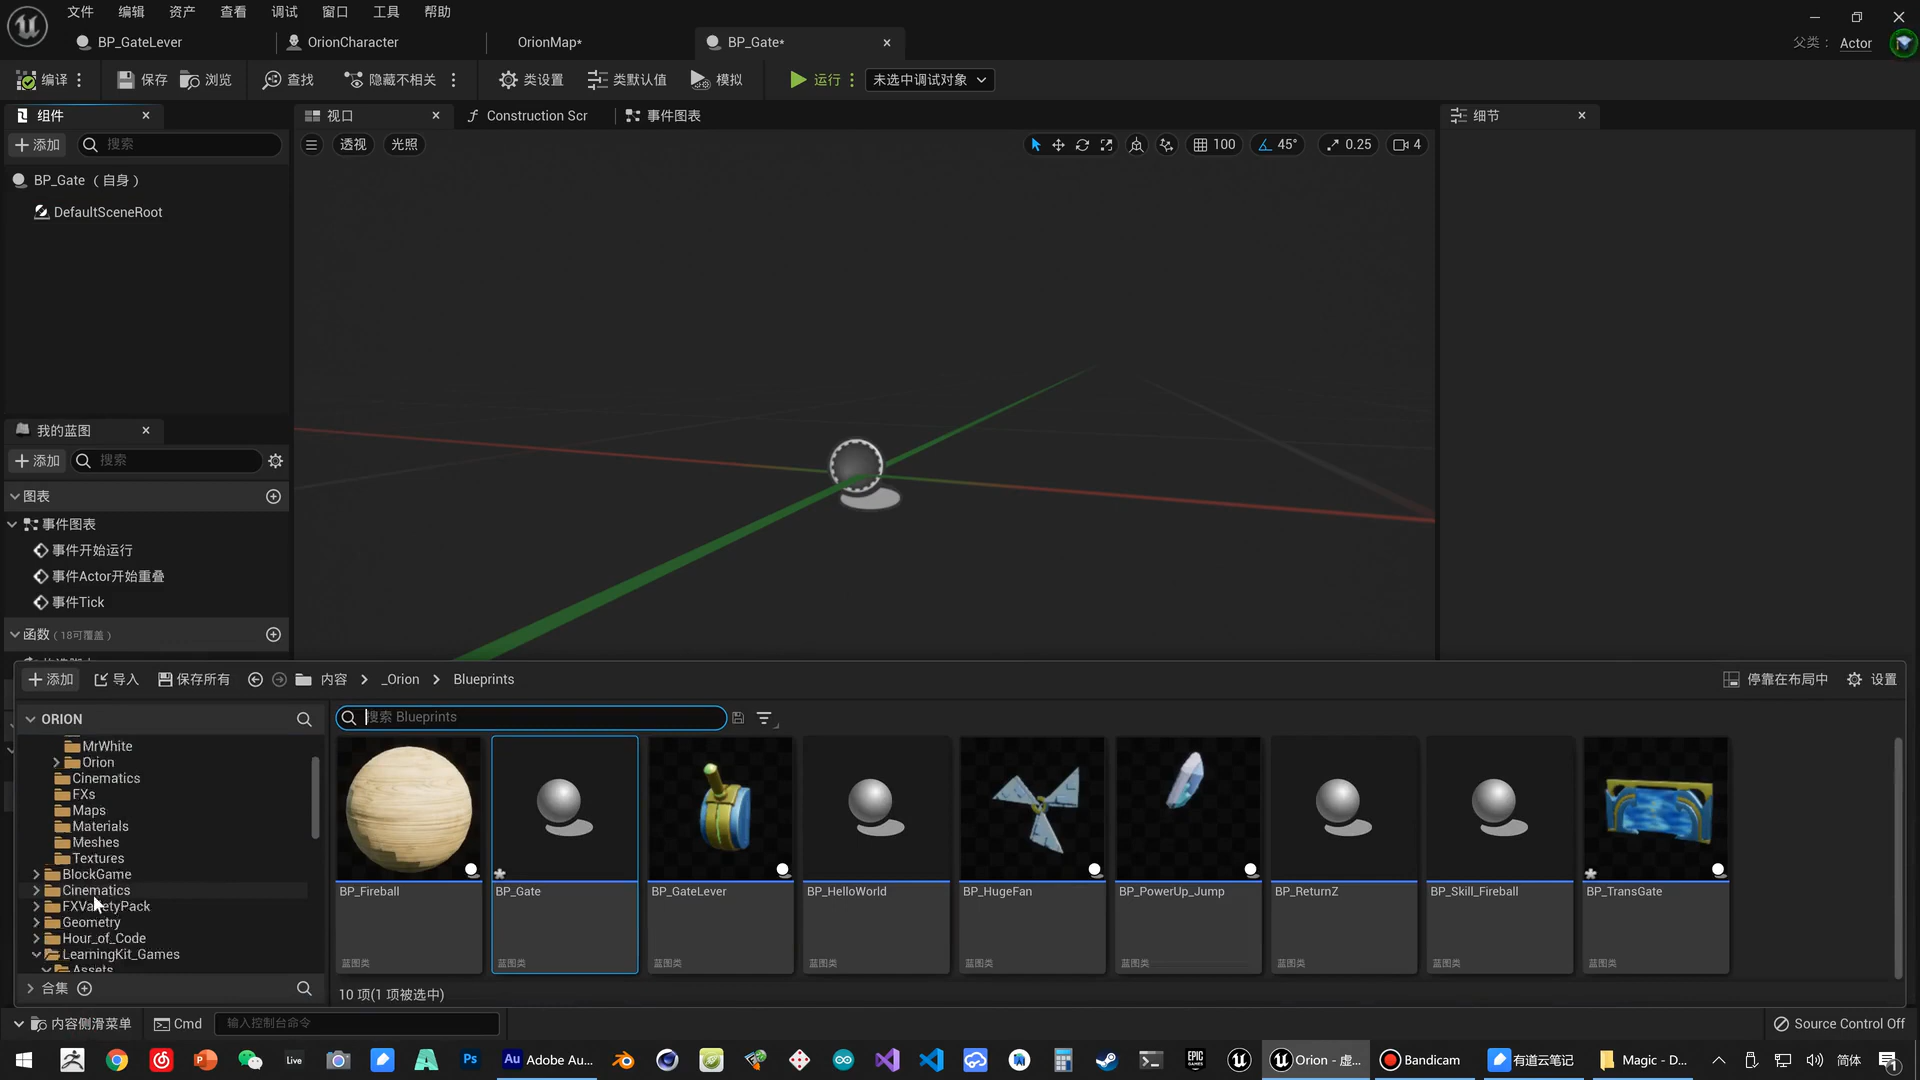 文件 编辑 资产 查看 调试 窗口 工具 帮助
BP_GateLever OrionCharacter OrionMap* BP_Gate* 父类： Actor
编译 保存 浏览 查找 隐藏不相关 类设置 类默认值 模拟 运行 未选中调试对象
组件 视口 Construction Scr 事件图表 细节
添加 搜索 透视 光照 100 45° 0.25 4
BP_Gate （自身）
DefaultSceneRoot
我的蓝图
添加 搜索
图表
事件图表
事件开始运行
事件Actor开始重叠
事件Tick
函数 （18可覆盖）
添加 导入 保存所有 内容 _Orion Blueprints 停靠在布局中 设置
ORION 搜索 Blueprints
MrWhite
Orion
Cinematics
FXs
Maps
Materials
Meshes
Textures
BlockGame
Cinematics
FXVarietyPack
Geometry
Hour_of_Code
LearningKit_Games
Assets
BP_Fireball BP_Gate BP_GateLever BP_HelloWorld BP_HugeFan BP_PowerUp_Jump BP_ReturnZ BP_Skill_Fireball BP_TransGate
蓝图类 蓝图类 蓝图类 蓝图类 蓝图类 蓝图类 蓝图类 蓝图类 蓝图类
合集 10 项(1 项被选中)
内容侧滑菜单 Cmd 输入控制台命令 Source Control Off
Live Ps Au Adobe Au... EPIC GAMES Orion - 虚... Bandicam 有道云笔记 Magic - D... 简体 1